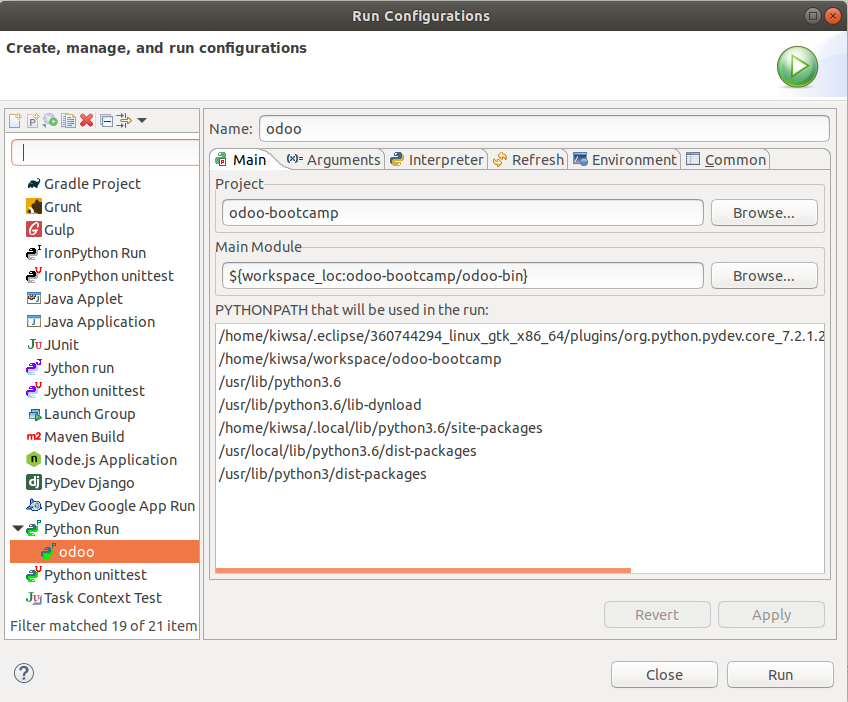 Run Configurations
Create, manage, and run configurations
Name: odoo
Main (x)= Arguments Interpreter Refresh Environment Common
Project
odoo-bootcamp Browse...
Main Module
${workspace_loc:odoo-bootcamp/odoo-bin} Browse...
PYTHONPATH that will be used in the run:
/home/kiwsa/.eclipse/360744294_linux_gtk_x86_64/plugins/org.python.pydev.core_7.2.1.2
/home/kiwsa/workspace/odoo-bootcamp
/usr/lib/python3.6
/usr/lib/python3.6/lib-dynload
/home/kiwsa/.local/lib/python3.6/site-packages
/usr/local/lib/python3.6/dist-packages
/usr/lib/python3/dist-packages
Gradle Project
Grunt
Gulp
IronPython Run
IronPython unittest
Java Applet
Java Application
Ju JUnit
Jython run
Jython unittest
Launch Group
m2 Maven Build
n Node.js Application
dj PyDev Django
PyDev Google App Run
Python Run
odoo
Python unittest
Ju Task Context Test
Filter matched 19 of 21 item
Revert Apply
? Close Run